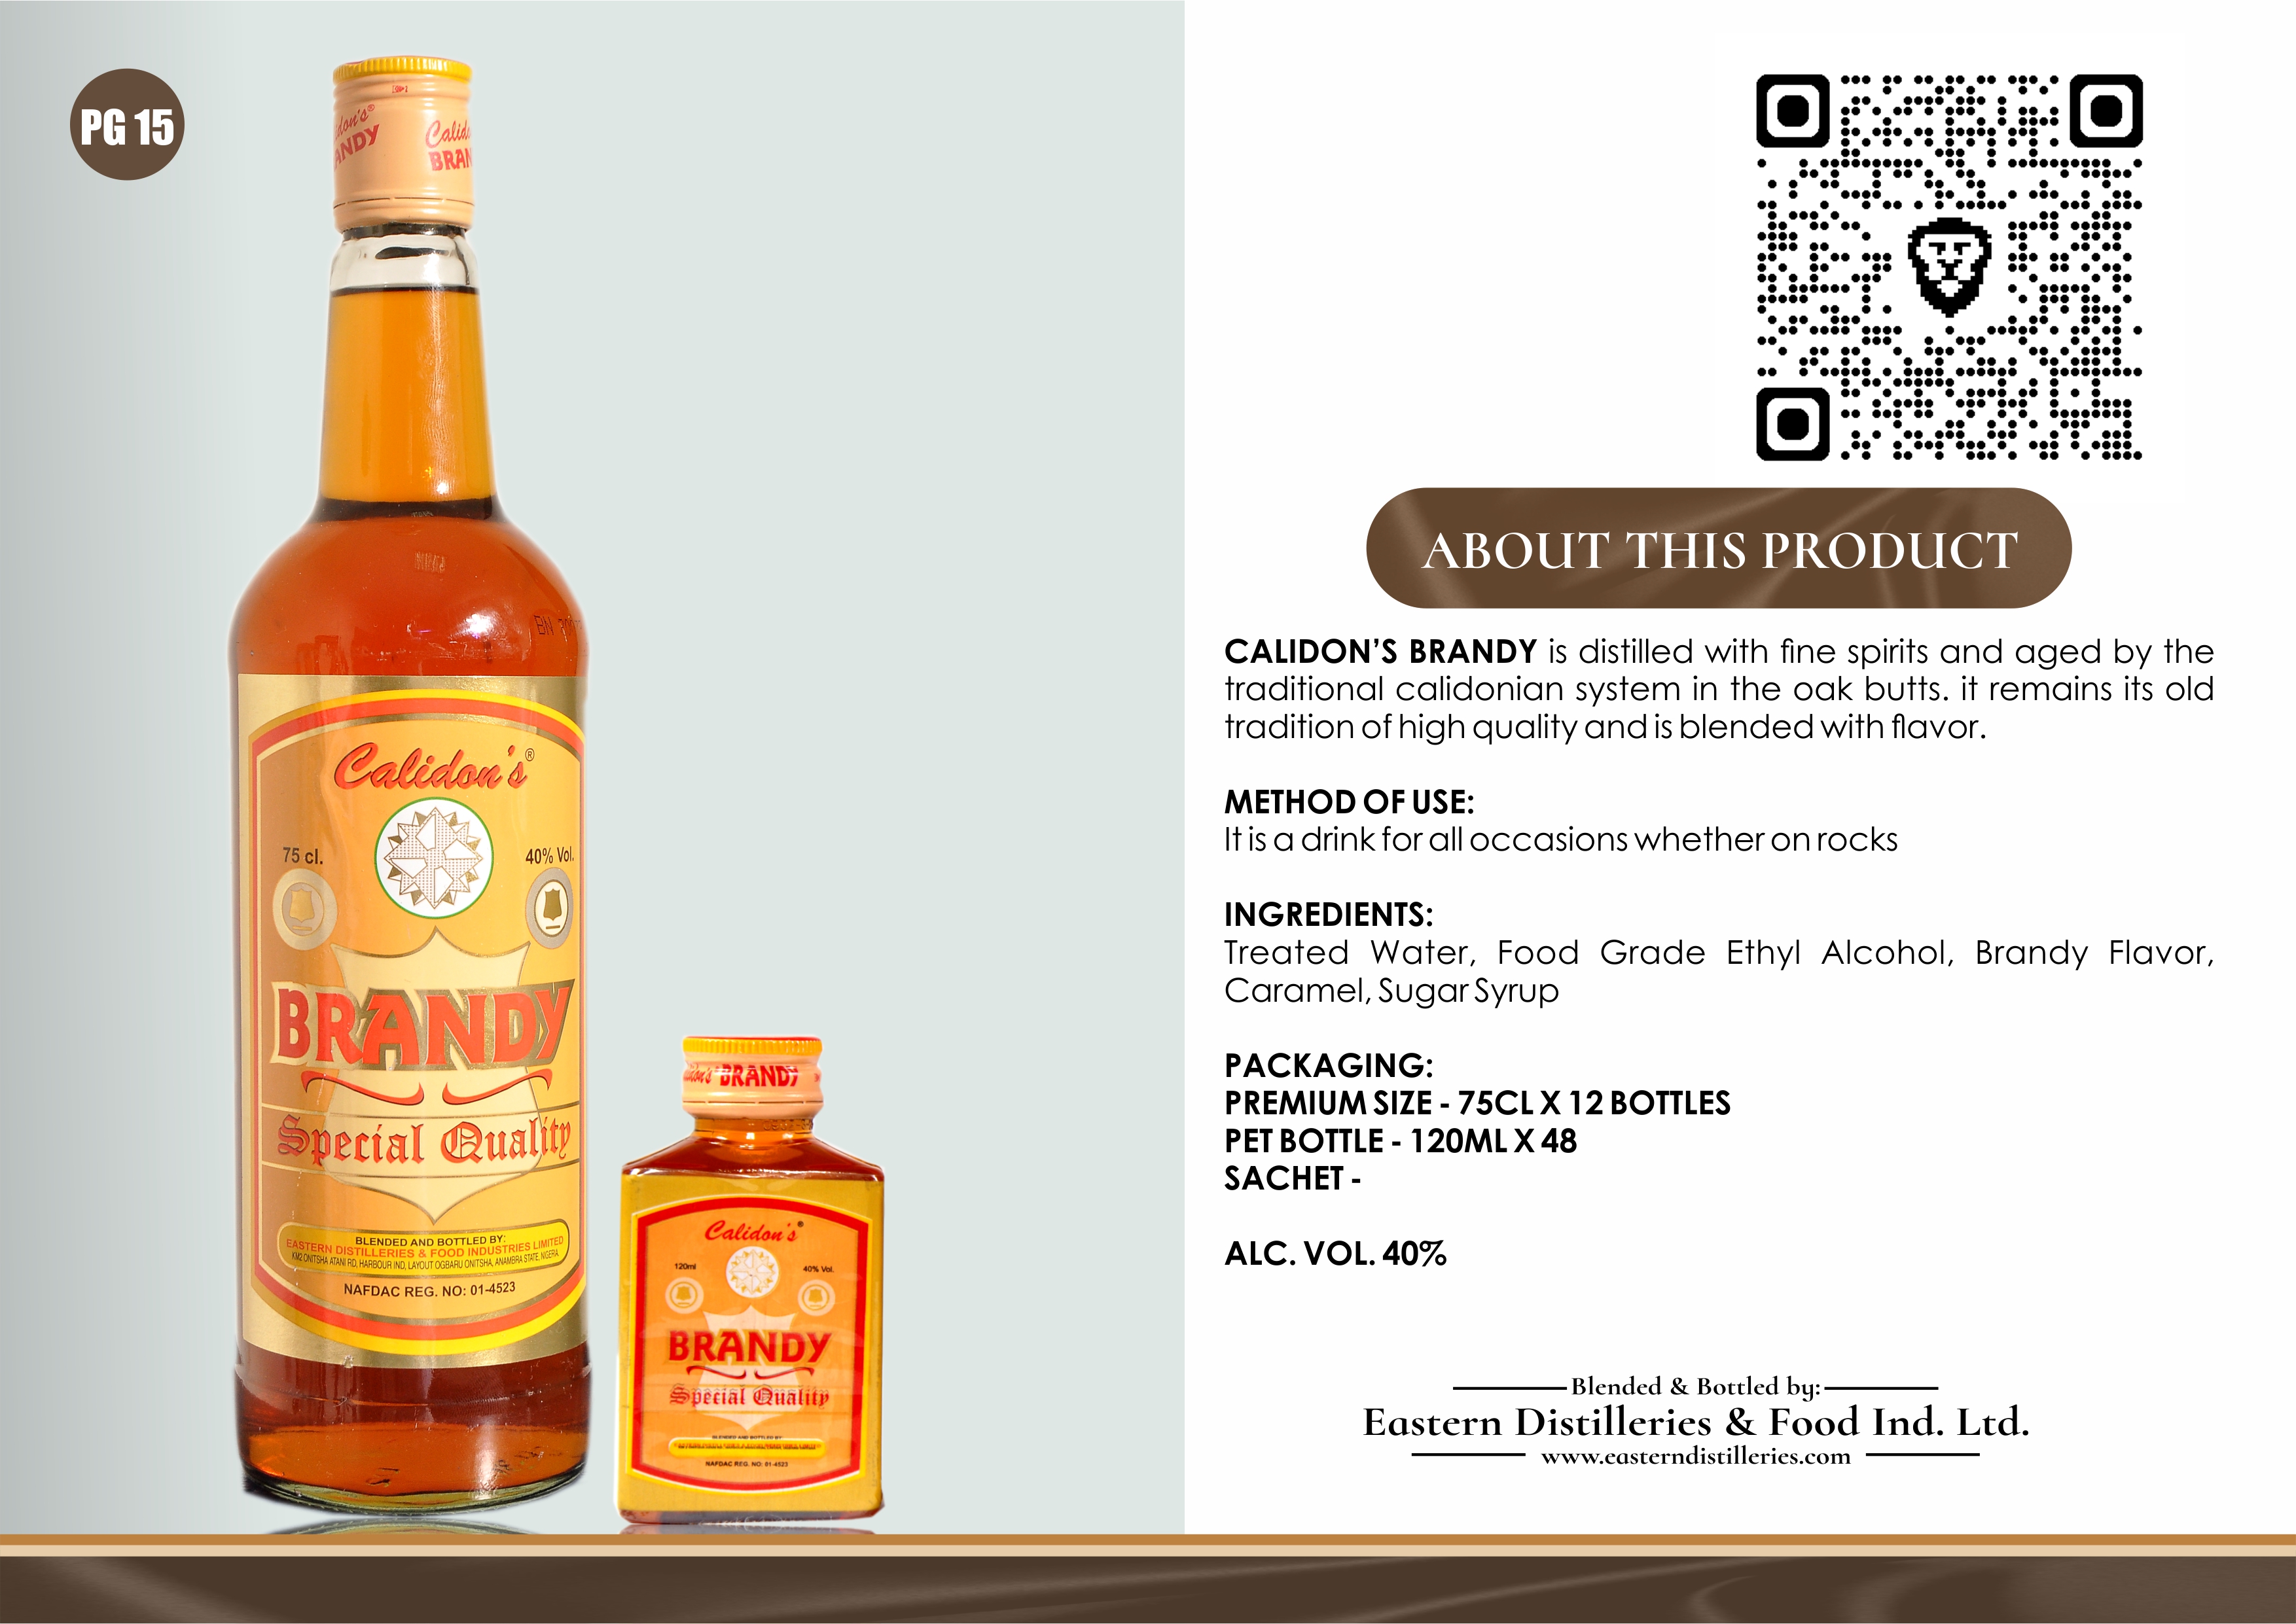 PG 15
Calidon's
BRANDY
Calidon's®
75 cl.
40% Vol.
BRANDY
Special Quality
BLENDED AND BOTTLED BY:
EASTERN DISTILLERIES & FOOD INDUSTRIES LIMITED
KM2 ONITSHA ATANI RD, HARBOUR IND, LAYOUT OGBARU ONITSHA, ANAMBRA STATE, NIGERIA.
NAFDAC REG. NO: 01-4523
BRANDY
Calidon's
120ml
40% Vol.
BRANDY
Special Quality
BLENDED AND BOTTLED BY:
NAFDAC REG. NO: 01-4523
ABOUT THIS PRODUCT
CALIDON’S BRANDY is distilled with fine spirits and aged by the
traditional calidonian system in the oak butts. it remains its old
tradition of high quality and is blended with flavor.
METHOD OF USE:
It is a drink for all occasions whether on rocks
INGREDIENTS:
Treated Water, Food Grade Ethyl Alcohol, Brandy Flavor,
Caramel, Sugar Syrup
PACKAGING:
PREMIUM SIZE - 75CL X 12 BOTTLES
PET BOTTLE - 120ML X 48
SACHET -
ALC. VOL. 40%
Blended & Bottled by:
Eastern Distilleries & Food Ind. Ltd.
www.easterndistilleries.com